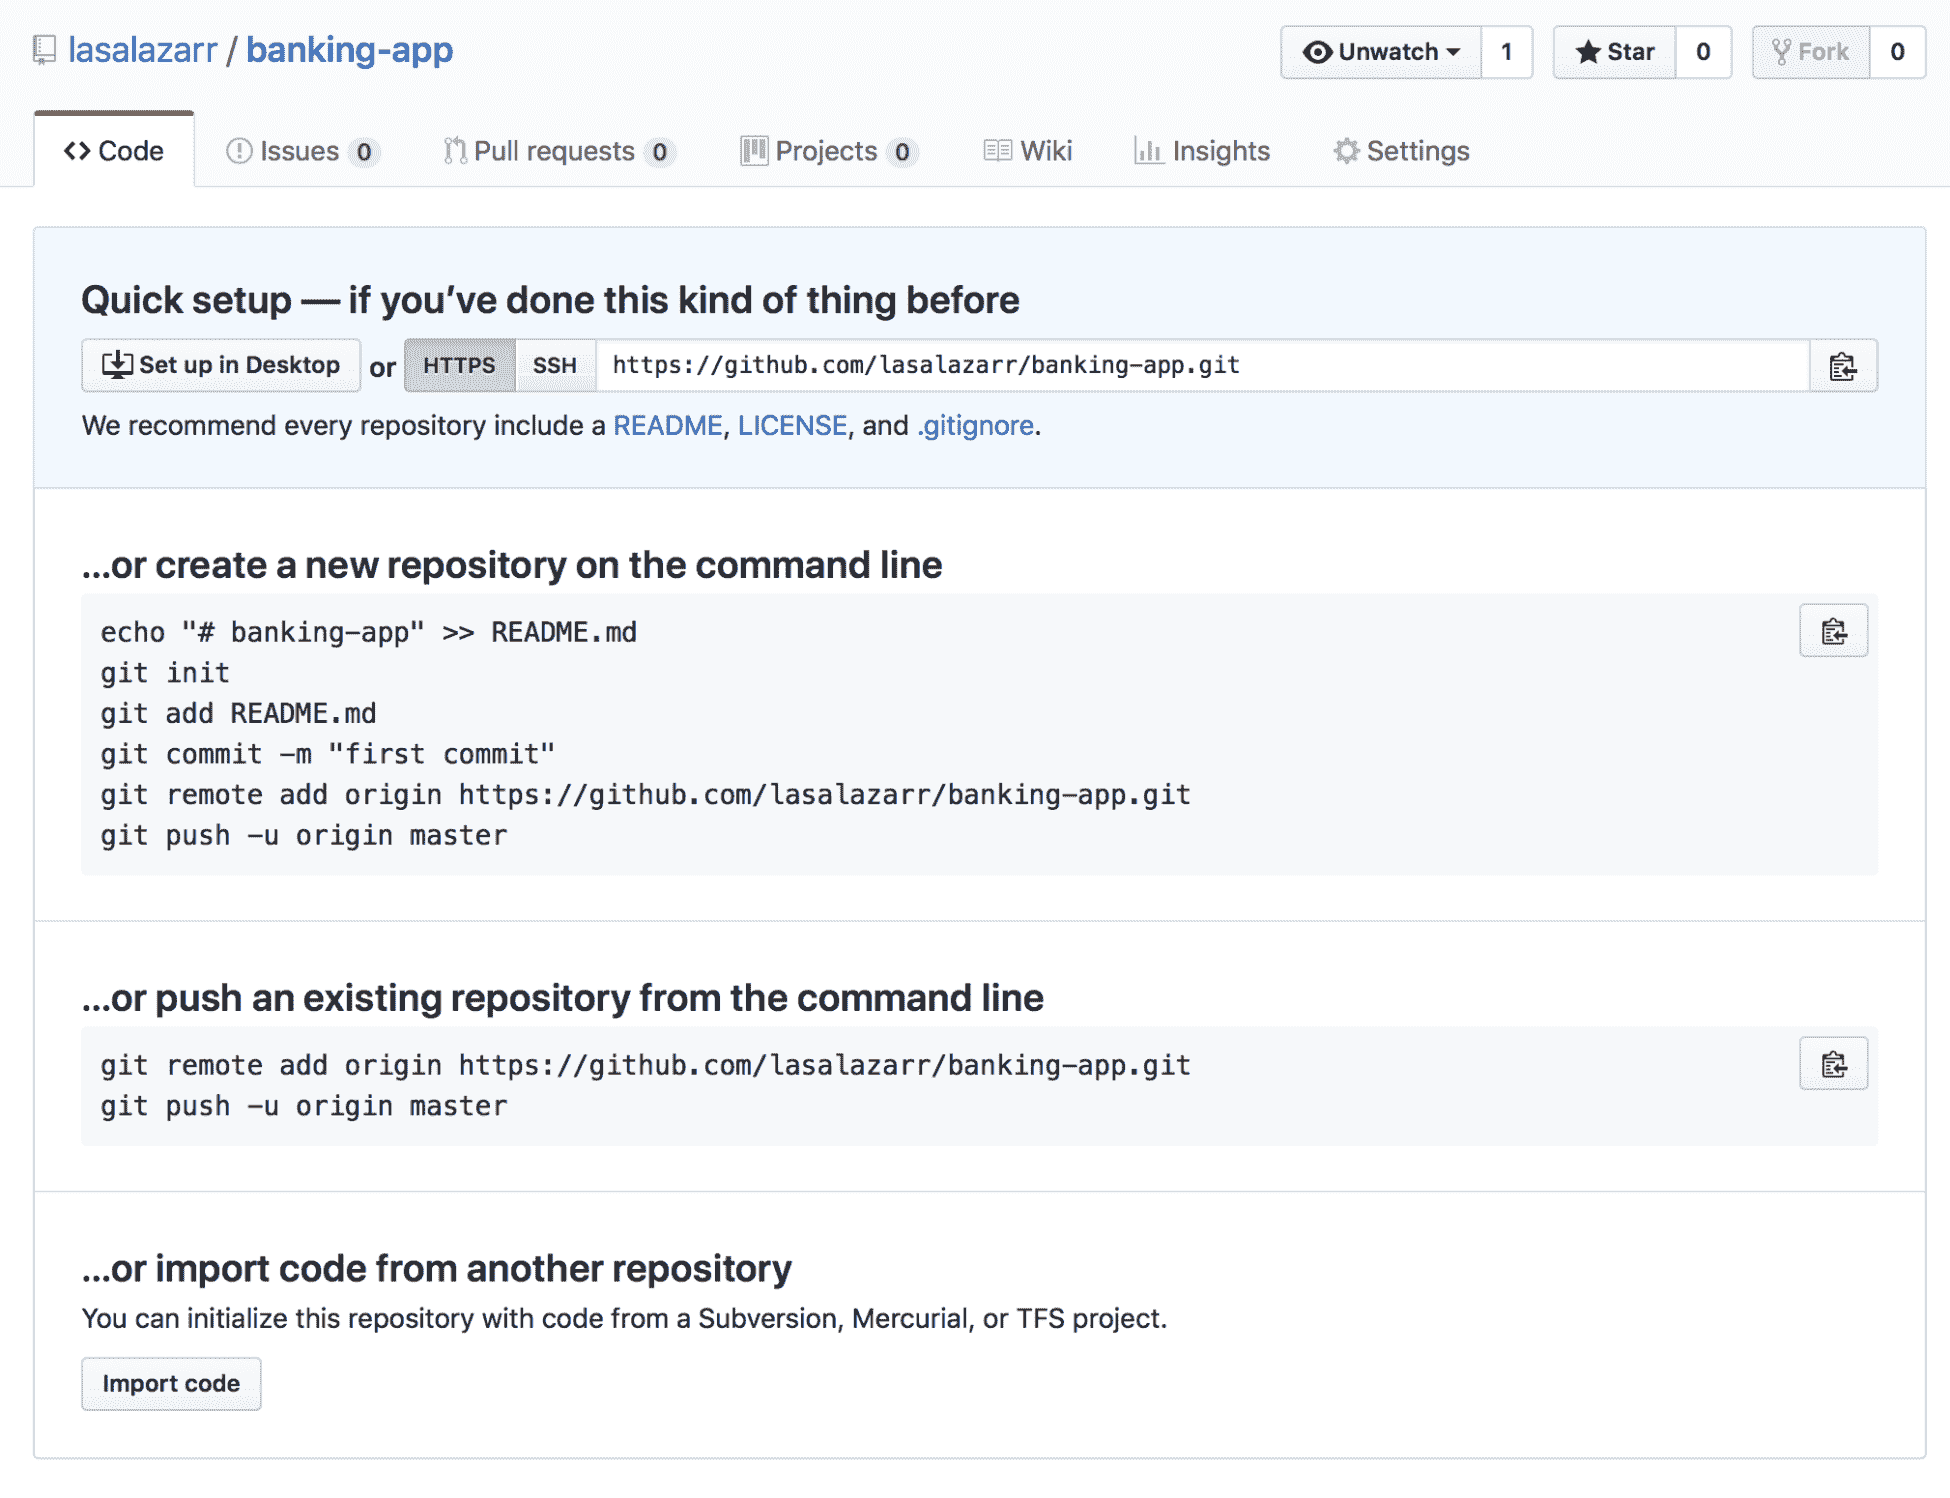 lasalazarr / banking-app
Unwatch 1 Star 0 Fork 0
Code Issues 0 Pull requests 0 Projects 0 Wiki Insights Settings
Quick setup — if you’ve done this kind of thing before
Set up in Desktop or HTTPS SSH https://github.com/lasalazarr/banking-app.git
We recommend every repository include a README, LICENSE, and .gitignore.
…or create a new repository on the command line
echo "# banking-app" >> README.md
git init
git add README.md
git commit -m "first commit"
git remote add origin https://github.com/lasalazarr/banking-app.git
git push -u origin master
…or push an existing repository from the command line
git remote add origin https://github.com/lasalazarr/banking-app.git
git push -u origin master
…or import code from another repository
You can initialize this repository with code from a Subversion, Mercurial, or TFS project.
Import code